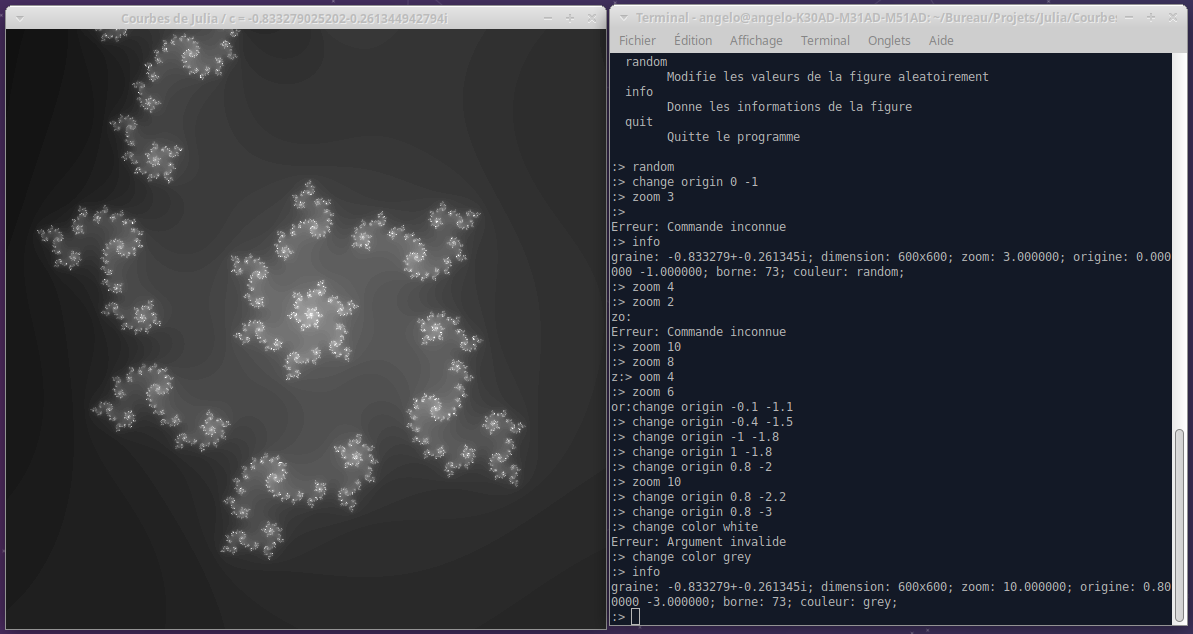 Courbes de Julia / c = -0.833279025202-0.261344942794i
Terminal - angelo@angelo-K30AD-M31AD-M51AD: ~/Bureau/Projets/Julia/Courbes
Fichier Édition Affichage Terminal Onglets Aide
random
Modifie les valeurs de la figure aleatoirement
info
Donne les informations de la figure
quit
Quitte le programme
:> random
:> change origin 0 -1
:> zoom 3
:>
Erreur: Commande inconnue
:> info
graine: -0.833279+-0.261345i; dimension: 600x600; zoom: 3.000000; origine: 0.000
000 -1.000000; borne: 73; couleur: random;
:> zoom 4
:> zoom 2
zo:
Erreur: Commande inconnue
:> zoom 10
:> zoom 8
z:> oom 4
:> zoom 6
or:change origin -0.1 -1.1
:> change origin -0.4 -1.5
:> change origin -1 -1.8
:> change origin 1 -1.8
:> change origin 0.8 -2
:> zoom 10
:> change origin 0.8 -2.2
:> change origin 0.8 -3
:> change color white
Erreur: Argument invalide
:> change color grey
:> info
graine: -0.833279+-0.261345i; dimension: 600x600; zoom: 10.000000; origine: 0.80
0000 -3.000000; borne: 73; couleur: grey;
:>